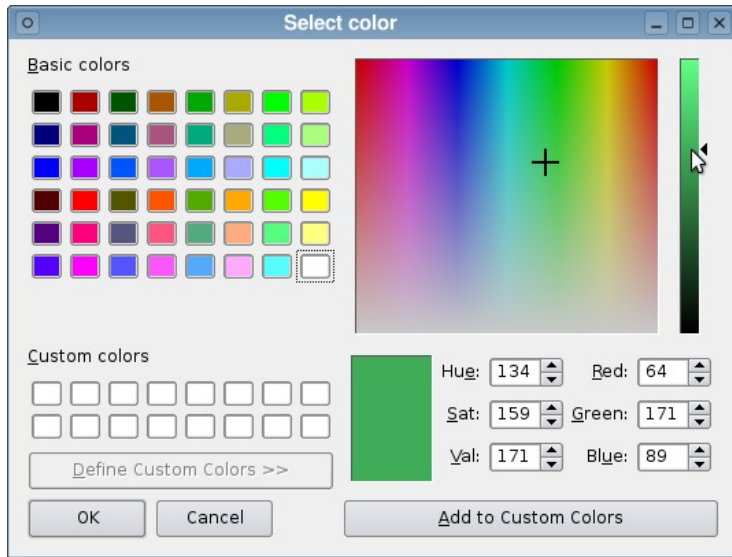 Select color
Basic colors
Custom colors
Define Custom Colors >>
OK Cancel
Hue: 134 Red: 64
Sat: 159 Green: 171
Val: 171 Blue: 89
Add to Custom Colors